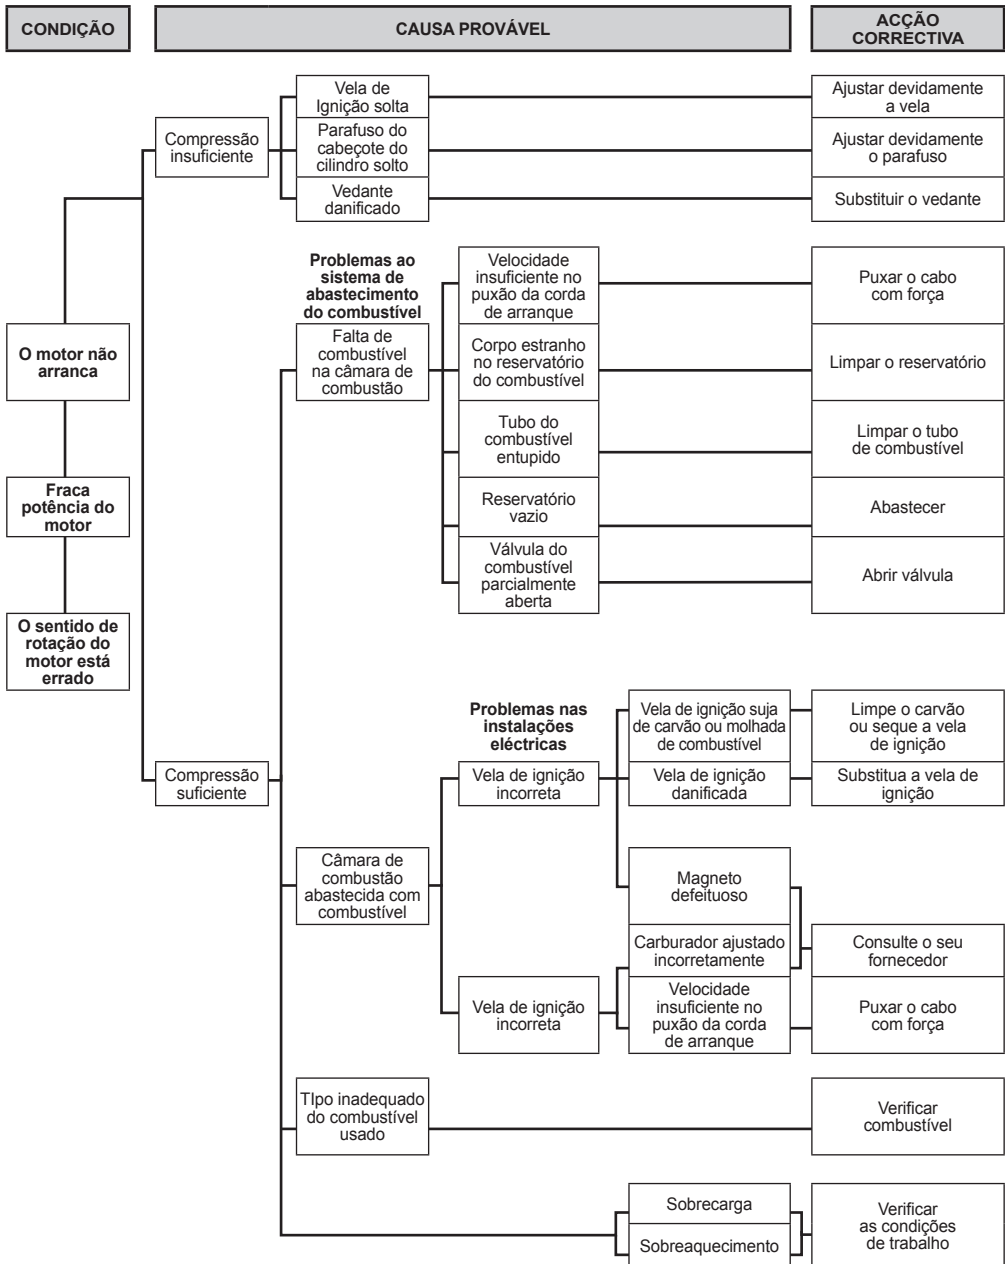 CONDIÇÃO
CAUSA PROVÁVEL
ACÇÃO
CORRECTIVA
O motor não
arranca
Fraca
potência do
motor
O sentido de
rotação do
motor está
errado
Compressão
insuficiente
Vela de
Ignição solta
Ajustar devidamente
a vela
Parafuso do
cabeçote do
cilindro solto
Ajustar devidamente
o parafuso
Vedante
danificado
Substituir o vedante
Compressão
suficiente
Problemas ao
sistema de
abastecimento
do combustível
Falta de
combustível
na câmara de
combustão
Velocidade
insuficiente no
puxão da corda
de arranque
Puxar o cabo
com força
Corpo estranho
no reservatório
do combustível
Limpar o reservatório
Tubo do
combustível
entupido
Limpar o tubo
de combustível
Reservatório
vazio
Abastecer
Válvula do
combustível
parcialmente
aberta
Abrir válvula
Câmara de
combustão
abastecida com
combustível
Problemas nas
instalações
eléctricas
Vela de ignição
incorreta
Vela de ignição suja
de carvão ou molhada
de combustível
Limpe o carvão
ou seque a vela
de ignição
Vela de ignição
danificada
Substitua a vela de
ignição
Magneto
defeituoso
Vela de ignição
incorreta
Carburador ajustado
incorretamente
Consulte o seu
fornecedor
Velocidade
insuficiente no
puxão da corda
de arranque
Puxar o cabo
com força
TIpo inadequado
do combustível
usado
Verificar
combustível
Sobrecarga
Sobreaquecimento
Verificar
as condições
de trabalho